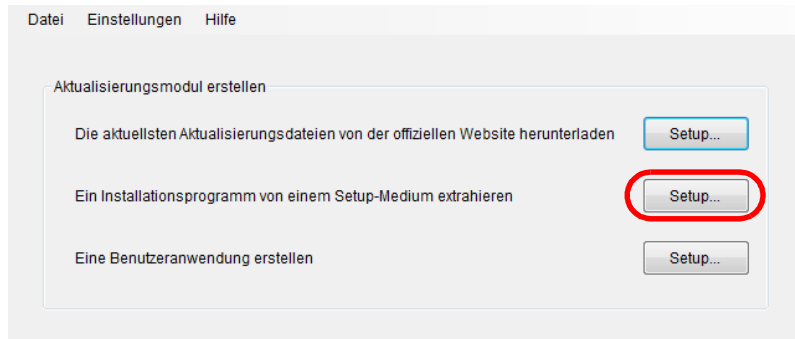 Datei Einstellungen Hilfe
Aktualisierungsmodul erstellen
Die aktuellsten Aktualisierungsdateien von der offiziellen Website herunterladen Setup...
Ein Installationsprogramm von einem Setup-Medium extrahieren Setup...
Eine Benutzeranwendung erstellen Setup...